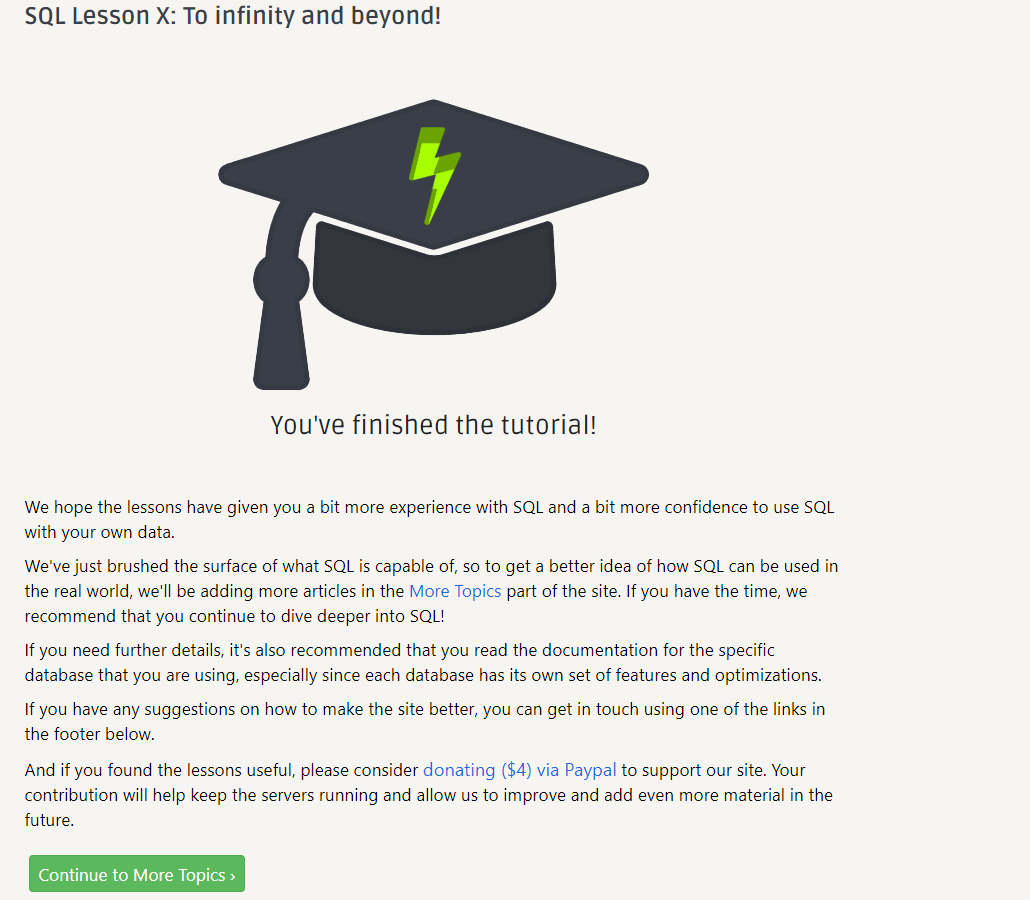 SQL Lesson X: To infinity and beyond!
You've finished the tutorial!
We hope the lessons have given you a bit more experience with SQL and a bit more confidence to use SQL
with your own data.
We've just brushed the surface of what SQL is capable of, so to get a better idea of how SQL can be used in
the real world, we'll be adding more articles in the More Topics part of the site. If you have the time, we
recommend that you continue to dive deeper into SQL!
If you need further details, it's also recommended that you read the documentation for the specific
database that you are using, especially since each database has its own set of features and optimizations.
If you have any suggestions on how to make the site better, you can get in touch using one of the links in
the footer below.
And if you found the lessons useful, please consider donating ($4) via Paypal to support our site. Your
contribution will help keep the servers running and allow us to improve and add even more material in the
future.
Continue to More Topics ›